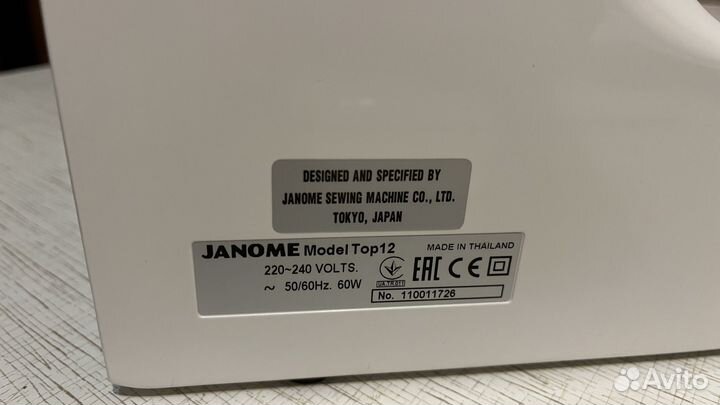 DESIGNED AND SPECIFIED BY
JANOME SEWING MACHINE CO., LTD.
TOKYO, JAPAN
JANOME Model Top12 MADE IN THAILAND
220~240 VOLTS.
~ 50/60Hz. 60W
EAC CE
No. 110011726
Avito